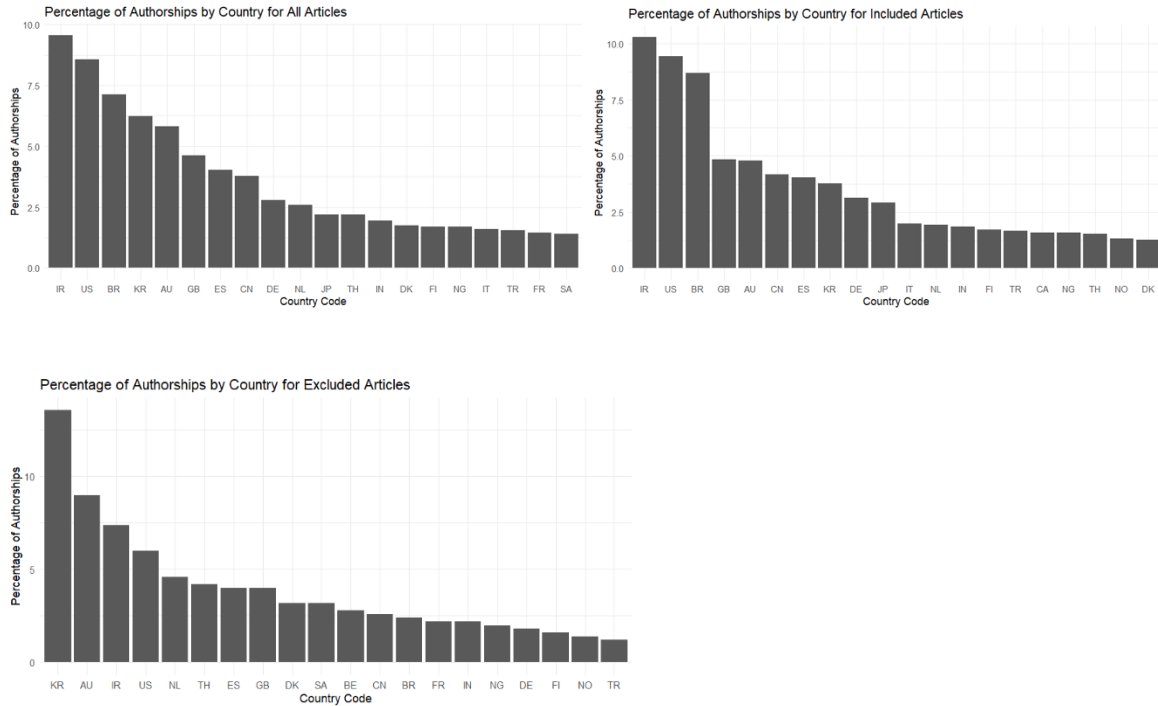 Percentage of Authorships by Country for All Articles
10.0
7.5
5.0
2.5
0.0
Percentage of Authorships
IR US BR KR AU GB ES CN DE NL JP TH IN DK FI NG IT TR FR SA
Country Code
Percentage of Authorships by Country for Included Articles
10.0
7.5
5.0
2.5
0.0
Percentage of Authorships
IR US BR GB AU CN ES KR DE JP IT NL IN FI TR CA NG TH NO DK
Country Code
Percentage of Authorships by Country for Excluded Articles
10
5
0
Percentage of Authorships
KR AU IR US NL TH ES GB DK SA BE CN BR FR IN NG DE FI NO TR
Country Code